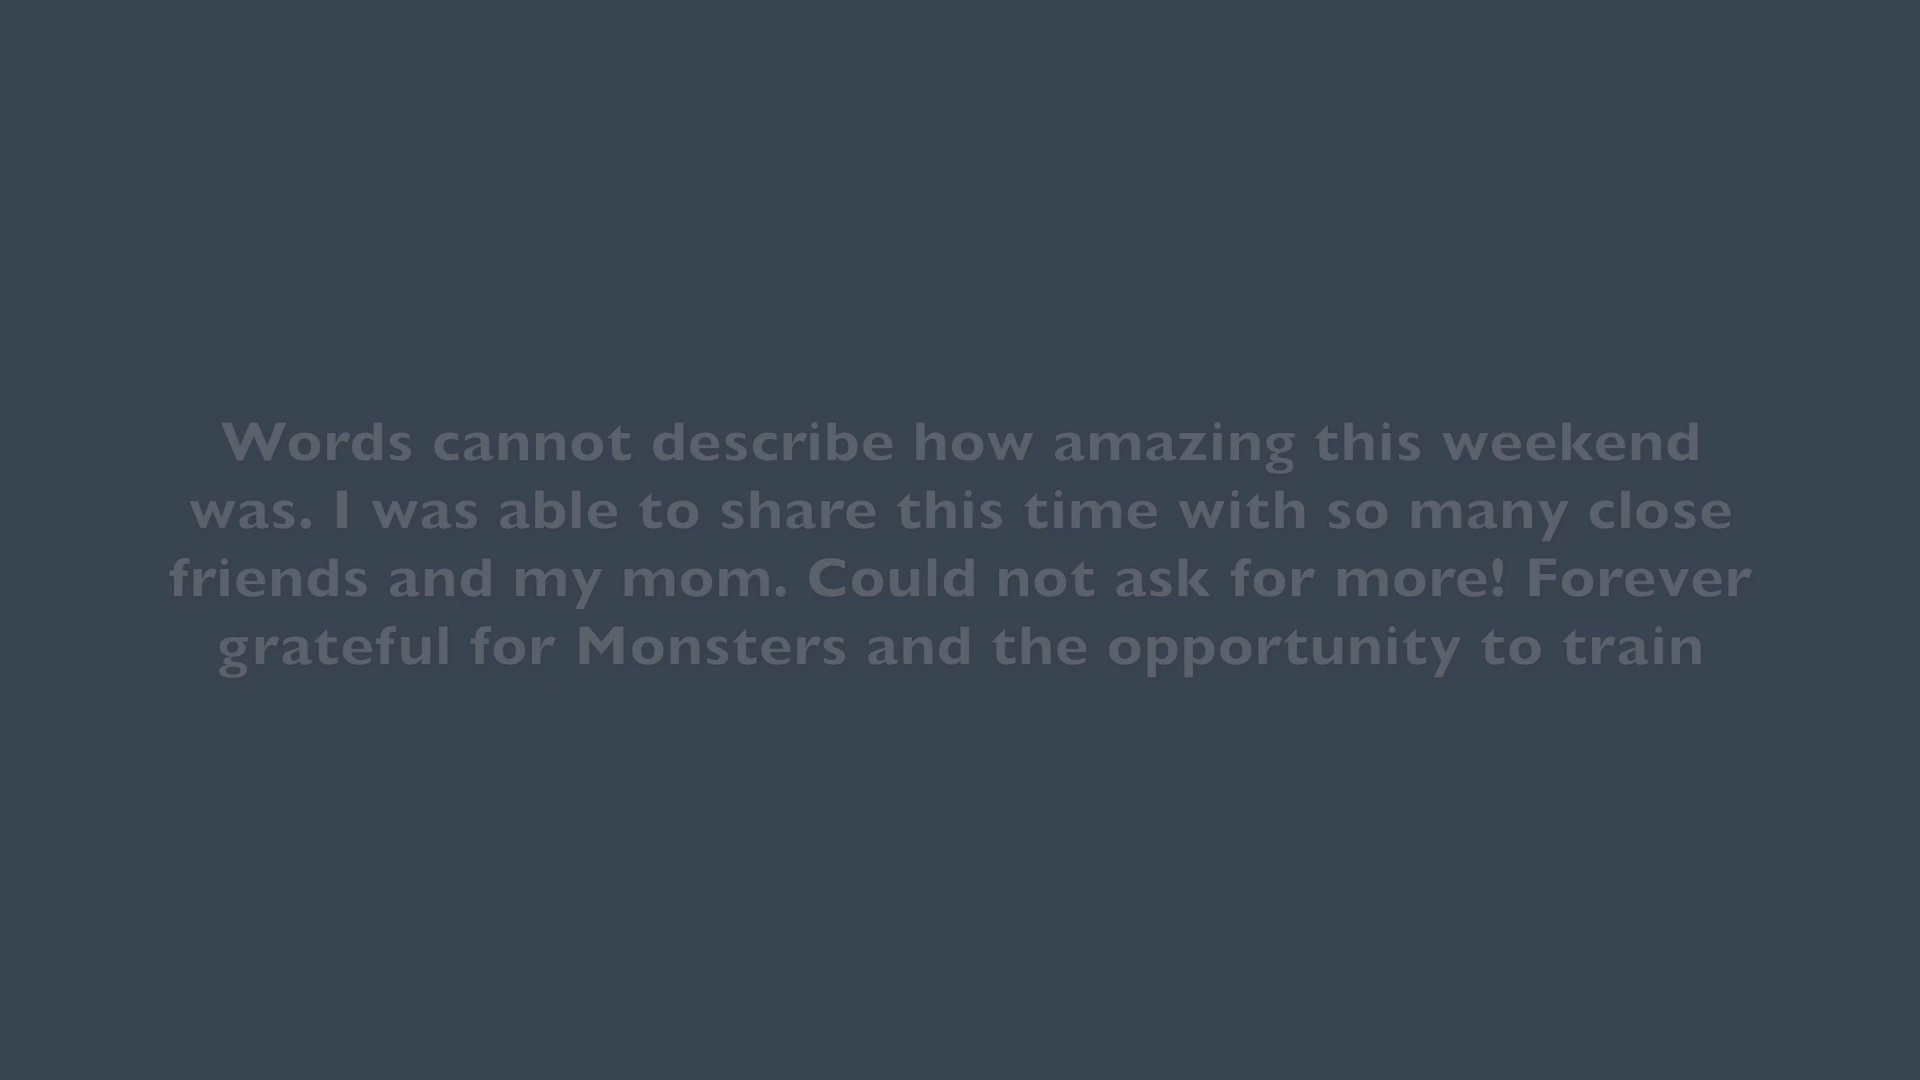 Words cannot describe how amazing this weekend
was. I was able to share this time with so many close
friends and my mom. Could not ask for more! Forever
grateful for Monsters and the opportunity to train